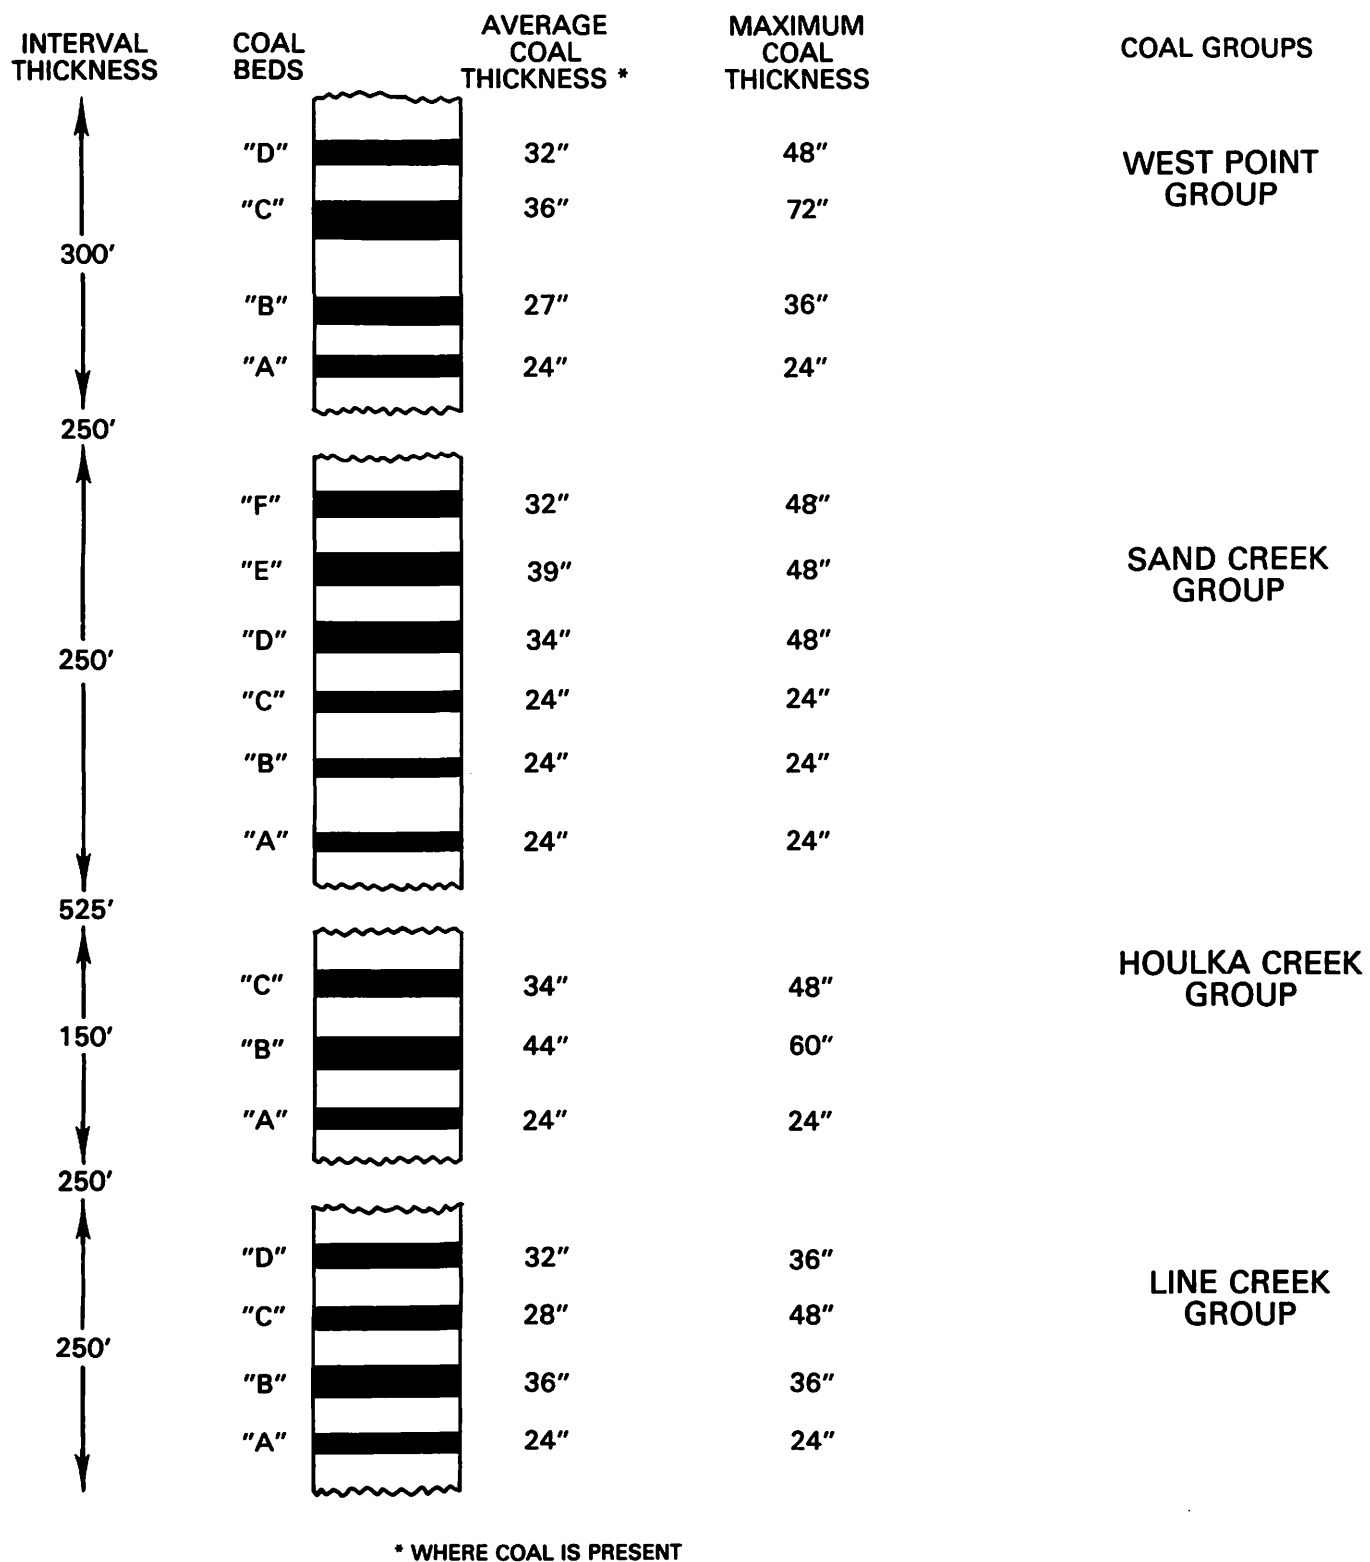 INTERVAL THICKNESS
COAL BEDS
AVERAGE COAL THICKNESS *
MAXIMUM COAL THICKNESS
COAL GROUPS
"D" 32" 48"
WEST POINT
GROUP
"C" 36" 72"
300'
"B" 27" 36"
"A" 24" 24"
250'
"F" 32" 48"
"E" 39" 48"
SAND CREEK
GROUP
"D" 34" 48"
250'
"C" 24" 24"
"B" 24" 24"
"A" 24" 24"
525'
"C" 34" 48"
HOULKA CREEK
GROUP
150'
"B" 44" 60"
"A" 24" 24"
250'
"D" 32" 36"
LINE CREEK
GROUP
"C" 28" 48"
250'
"B" 36" 36"
"A" 24" 24"
* WHERE COAL IS PRESENT